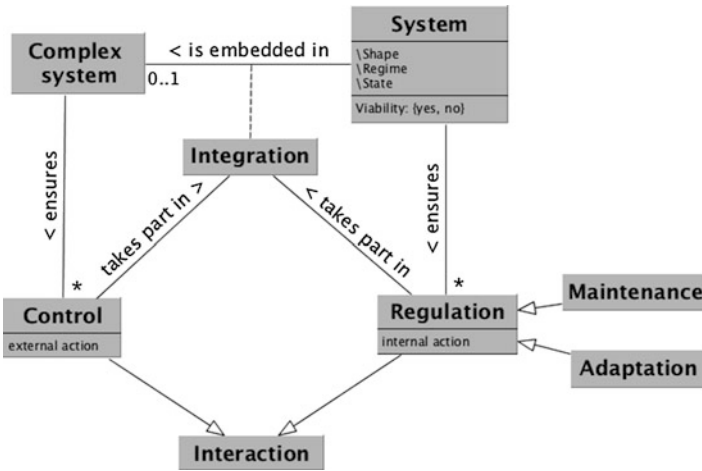 System
Complex
system
< is embedded in
\Shape
\Regime
\State
0..1
Viability: {yes, no}
Integration
< ensures
takes part in >
< takes part in
< ensures
*
*
Maintenance
Control
Regulation
external action
internal action
Adaptation
Interaction